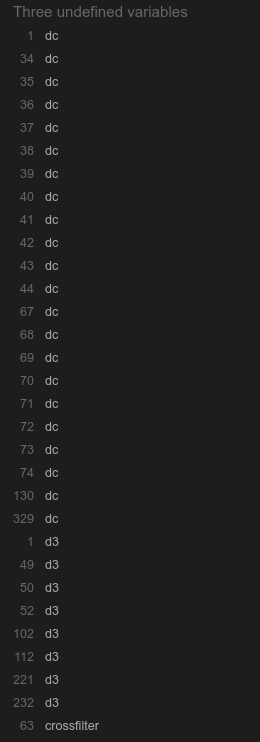 Three undefined variables
1 dc
34 dc
35 dc
36 dc
37 dc
38 dc
39 dc
40 dc
41 dc
42 dc
43 dc
44 dc
67 dc
68 dc
69 dc
70 dc
71 dc
72 dc
73 dc
74 dc
130 dc
329 dc
1 d3
49 d3
50 d3
52 d3
102 d3
112 d3
221 d3
232 d3
63 crossfilter